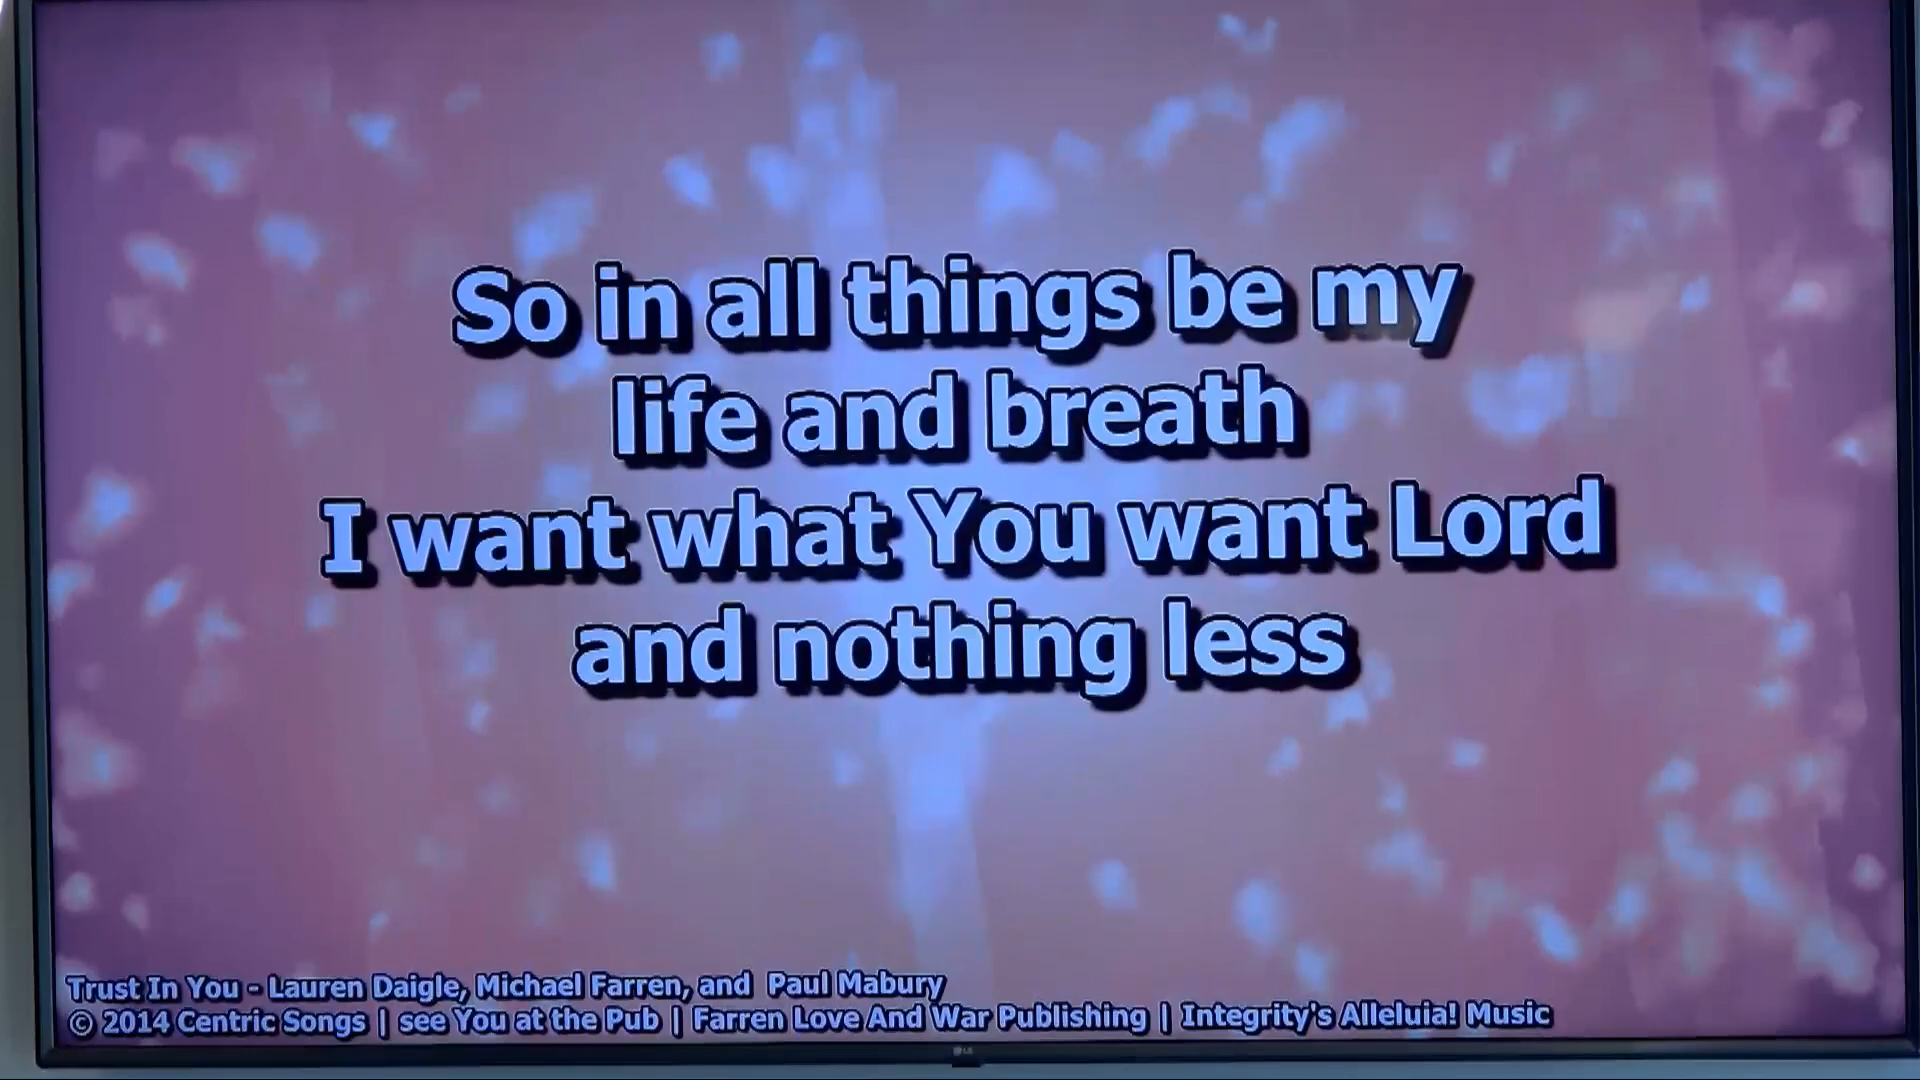 So in all things be my
life and breath
I want what You want Lord
and nothing less
Trust In You - Lauren Daigle, Michael Farren, and Paul Mabury
© 2014 Centric Songs | see You at the Pub | Farren Love And War Publishing | Integrity's Alleluia! Music
LG